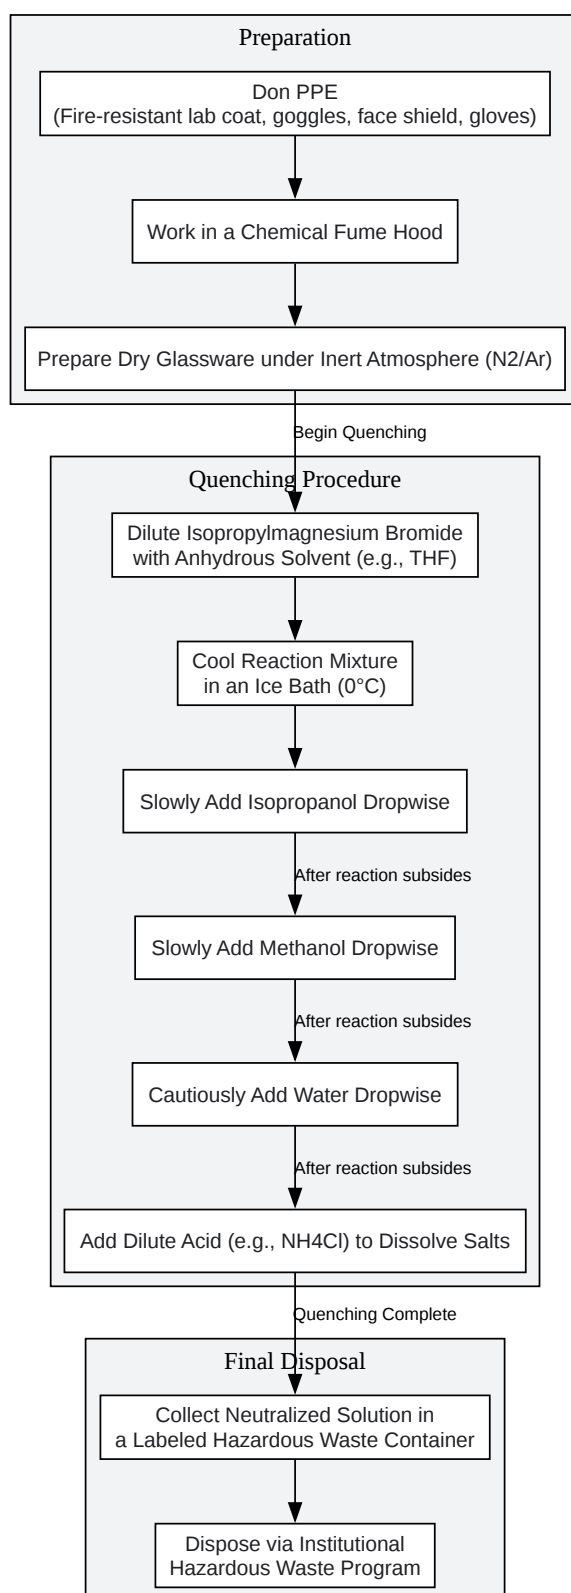 Preparation
Don PPE
(Fire-resistant lab coat, goggles, face shield, gloves)
Work in a Chemical Fume Hood
Prepare Dry Glassware under Inert Atmosphere (N2/Ar)
Begin Quenching
Quenching Procedure
Dilute Isopropylmagnesium Bromide
with Anhydrous Solvent (e.g., THF)
Cool Reaction Mixture
in an Ice Bath (0°C)
Slowly Add Isopropanol Dropwise
After reaction subsides
Slowly Add Methanol Dropwise
After reaction subsides
Cautiously Add Water Dropwise
After reaction subsides
Add Dilute Acid (e.g., NH4Cl) to Dissolve Salts
Quenching Complete
Final Disposal
Collect Neutralized Solution in
a Labeled Hazardous Waste Container
Dispose via Institutional
Hazardous Waste Program